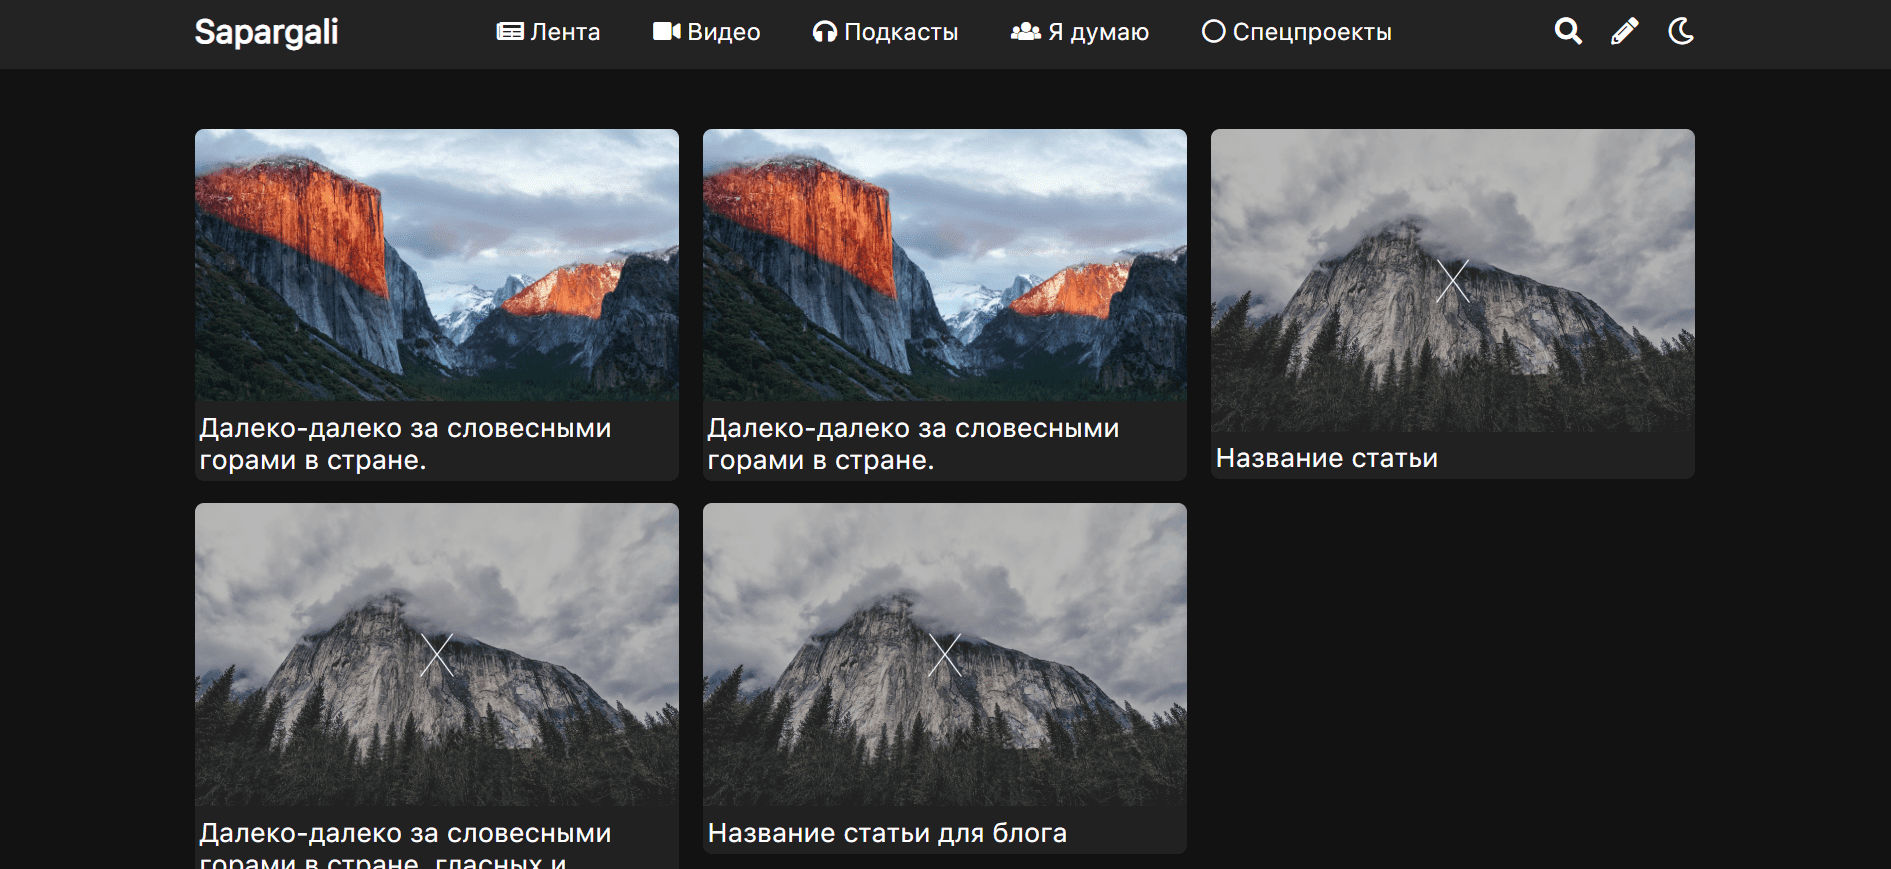 Sapargali
Лента
Видео
Подкасты
Я думаю
Спецпроекты
Далеко-далеко за словесными
горами в стране.
Далеко-далеко за словесными
горами в стране.
Название статьи
Далеко-далеко за словесными
горами в стране, гласных и
Название статьи для блога